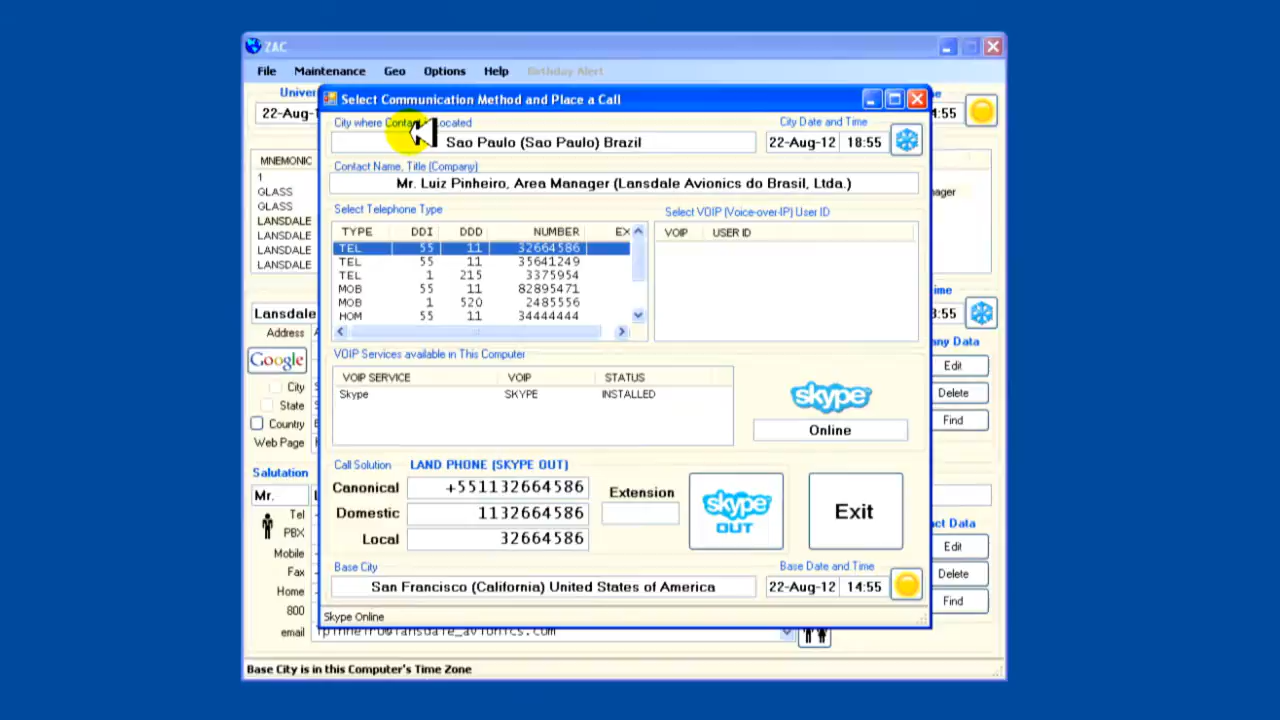 ZAC
File Maintenance Geo Options Help Birthday Alert
Select Communication Method and Place a Call
22-Aug-1
:55
City where Contact Located
City Date and Time
Sao Paulo (Sao Paulo) Brazil
22-Aug-12 18:55
Contact Name, Title (Company)
Mr. Luiz Pinheiro, Area Manager (Lansdale Avionics do Brasil, Ltda.)
MNEMONIC
1
GLASS
GLASS
LANSDALE
LANSDALE
LANSDALE
LANSDALE
Select Telephone Type
TYPE DDI DDD NUMBER EX
TEL 55 11 32664586
TEL 55 11 35641249
TEL 1 215 3375954
MOB 55 11 82895471
MOB 1 520 2485556
HOM 55 11 34444444
Select VOIP (Voice-over-IP) User ID
VOIP USER ID
Lansdale
Address
Google
City
State
Country
Web Page
VOIP Services available in This Computer
VOIP SERVICE VOIP STATUS
Skype SKYPE INSTALLED
skype
Online
Edit
Delete
Find
Salutation
Mr.
Tel
PBX
Mobile
Fax
Home
800
email
Call Solution LAND PHONE (SKYPE OUT)
Canonical +551132664586
Domestic 1132664586
Local 32664586
Extension
skype
OUT
Exit
Edit
Delete
Find
Base City
Base Date and Time
San Francisco (California) United States of America
22-Aug-12 14:55
Skype Online
lpinheiro@lansdale_avionics.com
Base City is in this Computer's Time Zone